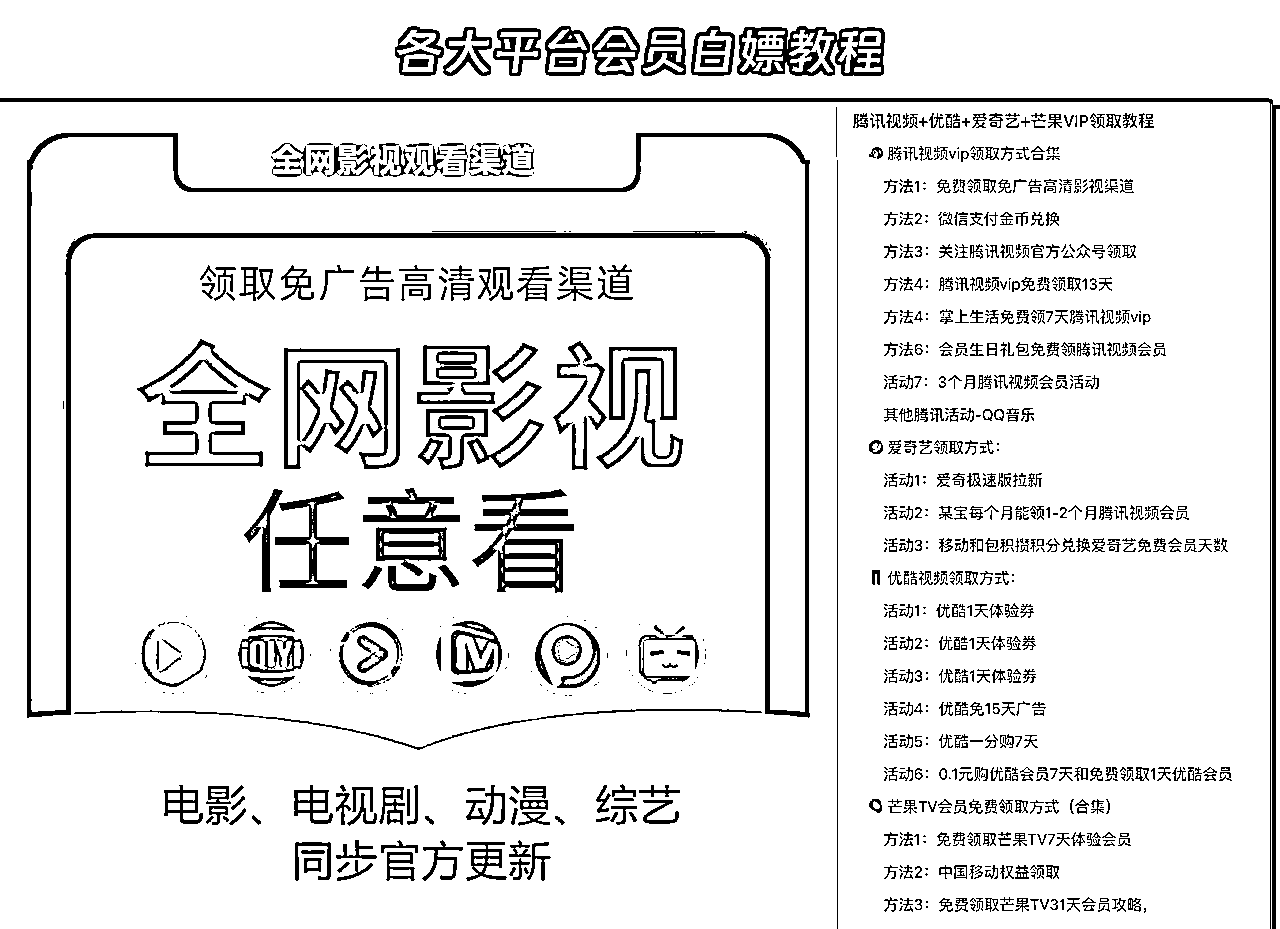 各大平台会员白嫖教程
全网影视观看渠道
领取免广告高清观看渠道
全网影视
任意看
QIYI
电影、电视剧、动漫、综艺
同步官方更新
腾讯视频+优酷+爱奇艺+芒果VIP领取教程
腾讯视频vip领取方式合集
方法1：免费领取免广告高清影视渠道
方法2：微信支付金币兑换
方法3：关注腾讯视频官方公众号领取
方法4：腾讯视频vip免费领取13天
方法4：掌上生活免费领7天腾讯视频vip
方法6：会员生日礼包免费领腾讯视频会员
活动7：3个月腾讯视频会员活动
其他腾讯活动-QQ音乐
爱奇艺领取方式：
活动1：爱奇极速版拉新
活动2：某宝每个月能领1-2个月腾讯视频会员
活动3：移动和包积攒积分兑换爱奇艺免费会员天数
优酷视频领取方式：
活动1：优酷1天体验券
活动2：优酷1天体验券
活动3：优酷1天体验券
活动4：优酷免15天广告
活动5：优酷一分购7天
活动6：0.1元购优酷会员7天和免费领取1天优酷会员
芒果TV会员免费领取方式（合集）
方法1：免费领取芒果TV7天体验会员
方法2：中国移动权益领取
方法3：免费领取芒果TV31天会员攻略，